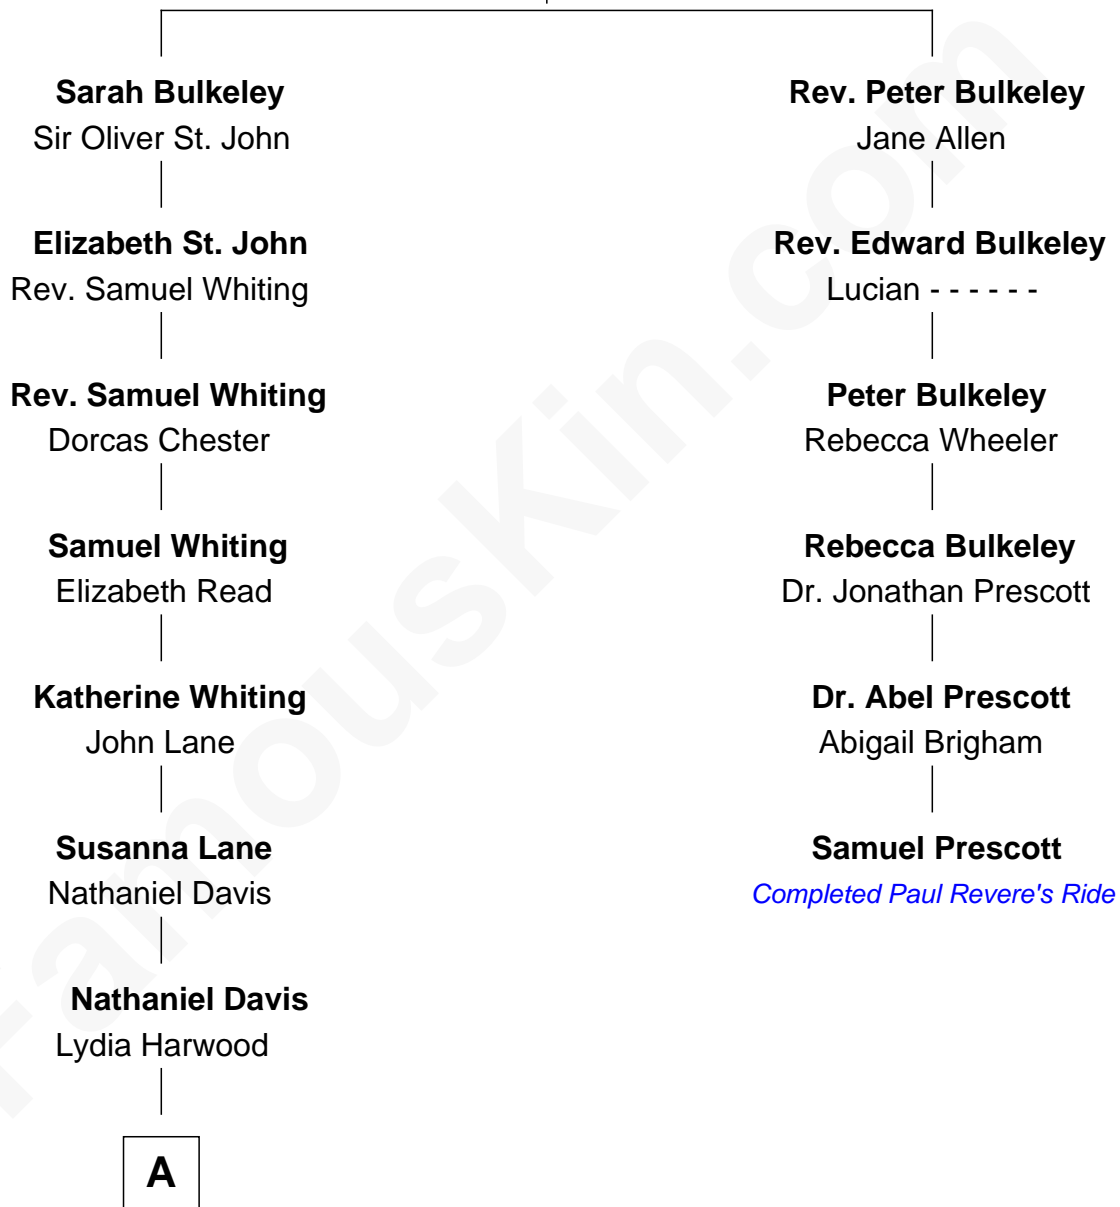 Sarah Bulkeley
Sir Oliver St. John
Elizabeth St. John
Rev. Samuel Whiting
Rev. Samuel Whiting
Dorcas Chester
Samuel Whiting
Elizabeth Read
Katherine Whiting
John Lane
Susanna Lane
Nathaniel Davis
Nathaniel Davis
Lydia Harwood
A
Rev. Peter Bulkeley
Jane Allen
Rev. Edward Bulkeley
Lucian - - - - - -
Peter Bulkeley
Rebecca Wheeler
Rebecca Bulkeley
Dr. Jonathan Prescott
Dr. Abel Prescott
Abigail Brigham
Samuel Prescott
Completed Paul Revere's Ride
FamousKin.com